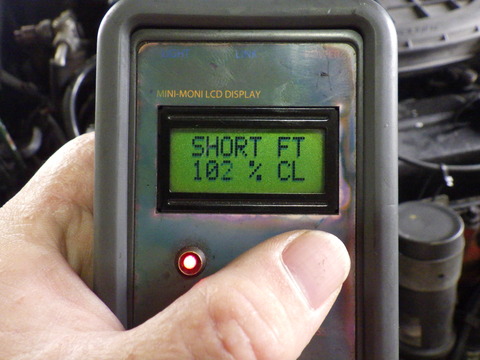 MINI-MONI LCD DISPLAY
SHORT FT
102 % CL